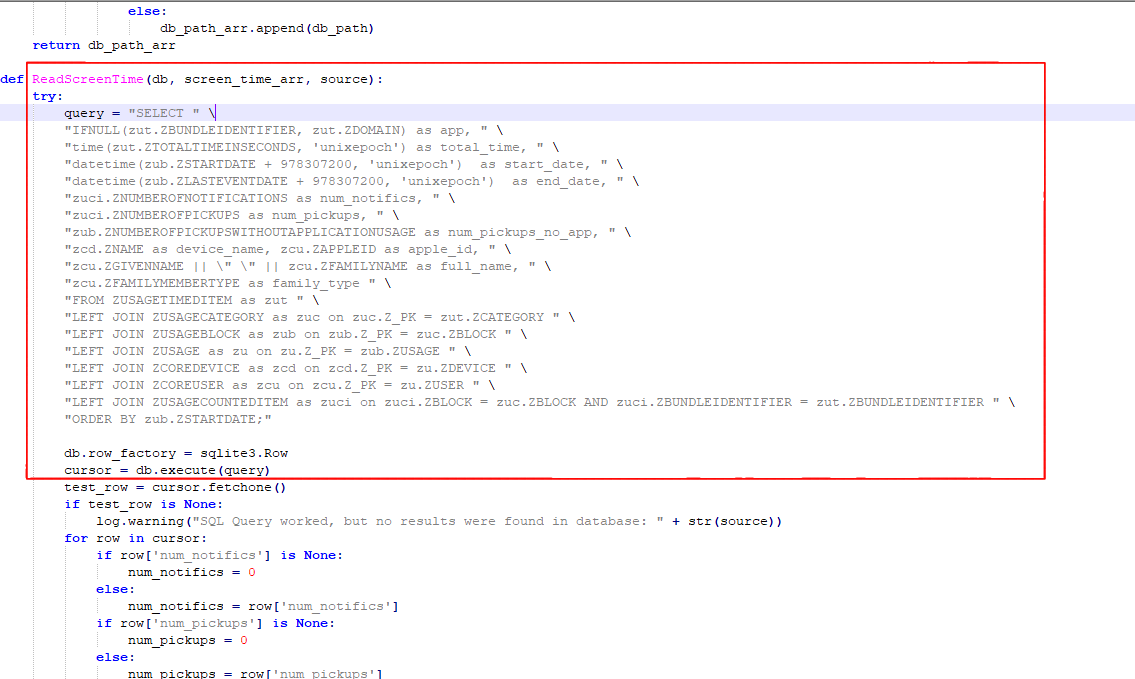 else:
db_path_arr.append(db_path)
return db_path_arr
def ReadScreenTime(db, screen_time_arr, source):
try:
query = "SELECT " \
"IFNULL(zut.ZBUNDLEIDENTIFIER, zut.ZDOMAIN) as app, " \
"time(zut.ZTOTALTIMEINSECONDS, 'unixepoch') as total_time, " \
"datetime(zub.ZSTARTDATE + 978307200, 'unixepoch')  as start_date, " \
"datetime(zub.ZLASTEVENTDATE + 978307200, 'unixepoch')  as end_date, " \
"zuci.ZNUMBEROFNOTIFICATIONS as num_notifics, " \
"zuci.ZNUMBEROFPICKUPS as num_pickups, " \
"zub.ZNUMBEROFPICKUPSWITHOUTAPPLICATIONUSAGE as num_pickups_no_app, " \
"zcd.ZNAME as device_name, zcu.ZAPPLEID as apple_id, " \
"zcu.ZGIVENNAME || \" \" || zcu.ZFAMILYNAME as full_name, " \
"zcu.ZFAMILYMEMBERTYPE as family_type " \
"FROM ZUSAGETIMEDITEM as zut " \
"LEFT JOIN ZUSAGECATEGORY as zuc on zuc.Z_PK = zut.ZCATEGORY " \
"LEFT JOIN ZUSAGEBLOCK as zub on zub.Z_PK = zuc.ZBLOCK " \
"LEFT JOIN ZUSAGE as zu on zu.Z_PK = zub.ZUSAGE " \
"LEFT JOIN ZCOREDEVICE as zcd on zcd.Z_PK = zu.ZDEVICE " \
"LEFT JOIN ZCOREUSER as zcu on zcu.Z_PK = zu.ZUSER " \
"LEFT JOIN ZUSAGECOUNTEDITEM as zuci on zuci.ZBLOCK = zuc.ZBLOCK AND zuci.ZBUNDLEIDENTIFIER = zut.ZBUNDLEIDENTIFIER " \
"ORDER BY zub.ZSTARTDATE;"
db.row_factory = sqlite3.Row
cursor = db.execute(query)
test_row = cursor.fetchone()
if test_row is None:
log.warning("SQL Query worked, but no results were found in database: " + str(source))
for row in cursor:
if row['num_notifics'] is None:
num_notifics = 0
else:
num_notifics = row['num_notifics']
if row['num_pickups'] is None:
num_pickups = 0
else:
num_pickups = row['num_pickups']